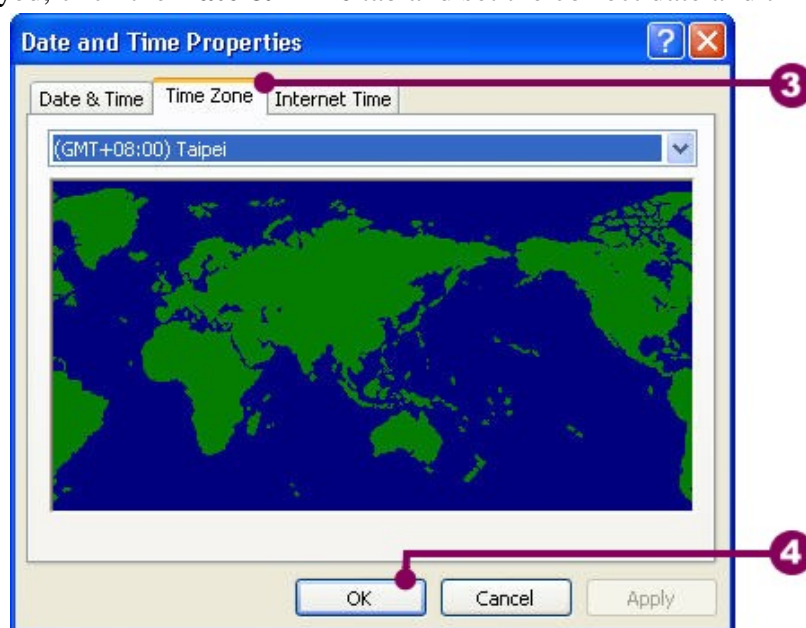 Date and Time Properties
3
Date & Time Time Zone Internet Time
(GMT+08:00) Taipei
4
OK Cancel Apply